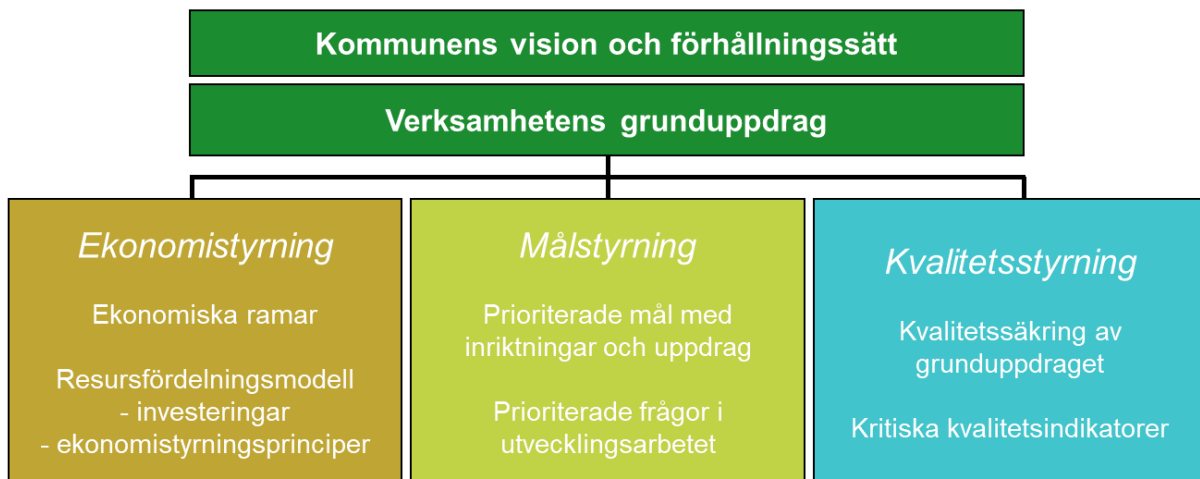 Kommunens vision och förhållningssätt
Verksamhetens grunduppdrag
Ekonomistyrning
Ekonomiska ramar
Resursfördelningsmodell
- investeringar
- ekonomistyrningsprinciper
Målstyrning
Prioriterade mål med
inriktningar och uppdrag
Prioriterade frågor i
utvecklingsarbetet
Kvalitetsstyrning
Kvalitetssäkring av
grunduppdraget
Kritiska kvalitetsindikatorer